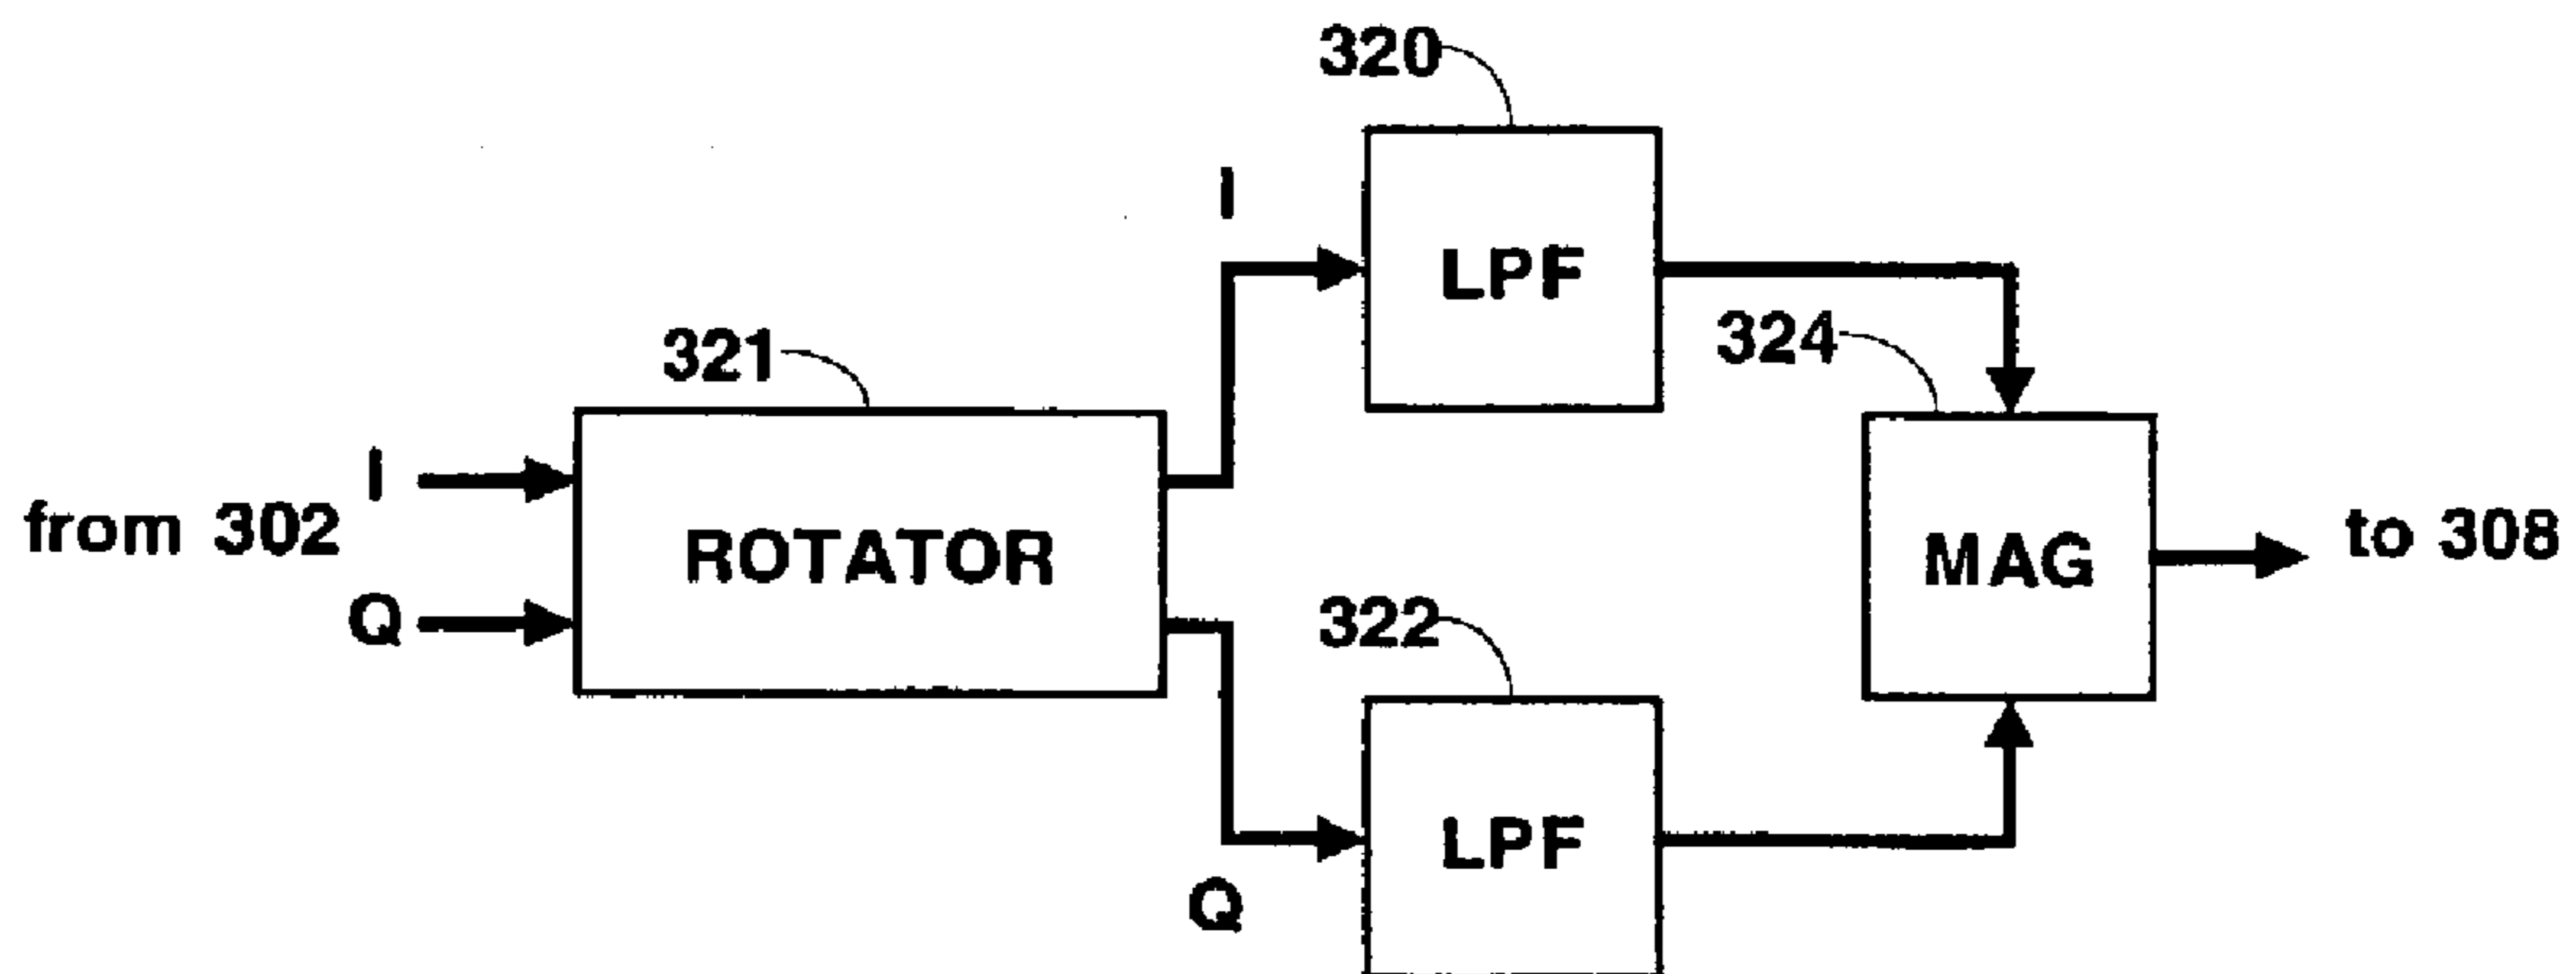 320
I
LPF
324
321
I
from 302
ROTATOR
MAG
to 308
Q
322
LPF
Q